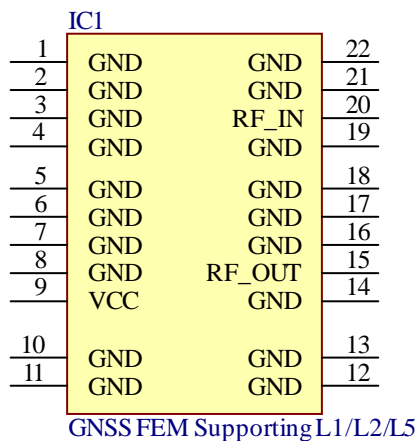 IC1
1 GND GND 22
2 GND GND 21
3 GND RF_IN 20
4 GND GND 19
5 GND GND 18
6 GND GND 17
7 GND GND 16
8 GND RF_OUT 15
9 VCC GND 14
10 GND GND 13
11 GND GND 12
GNSS FEM Supporting L1/L2/L5